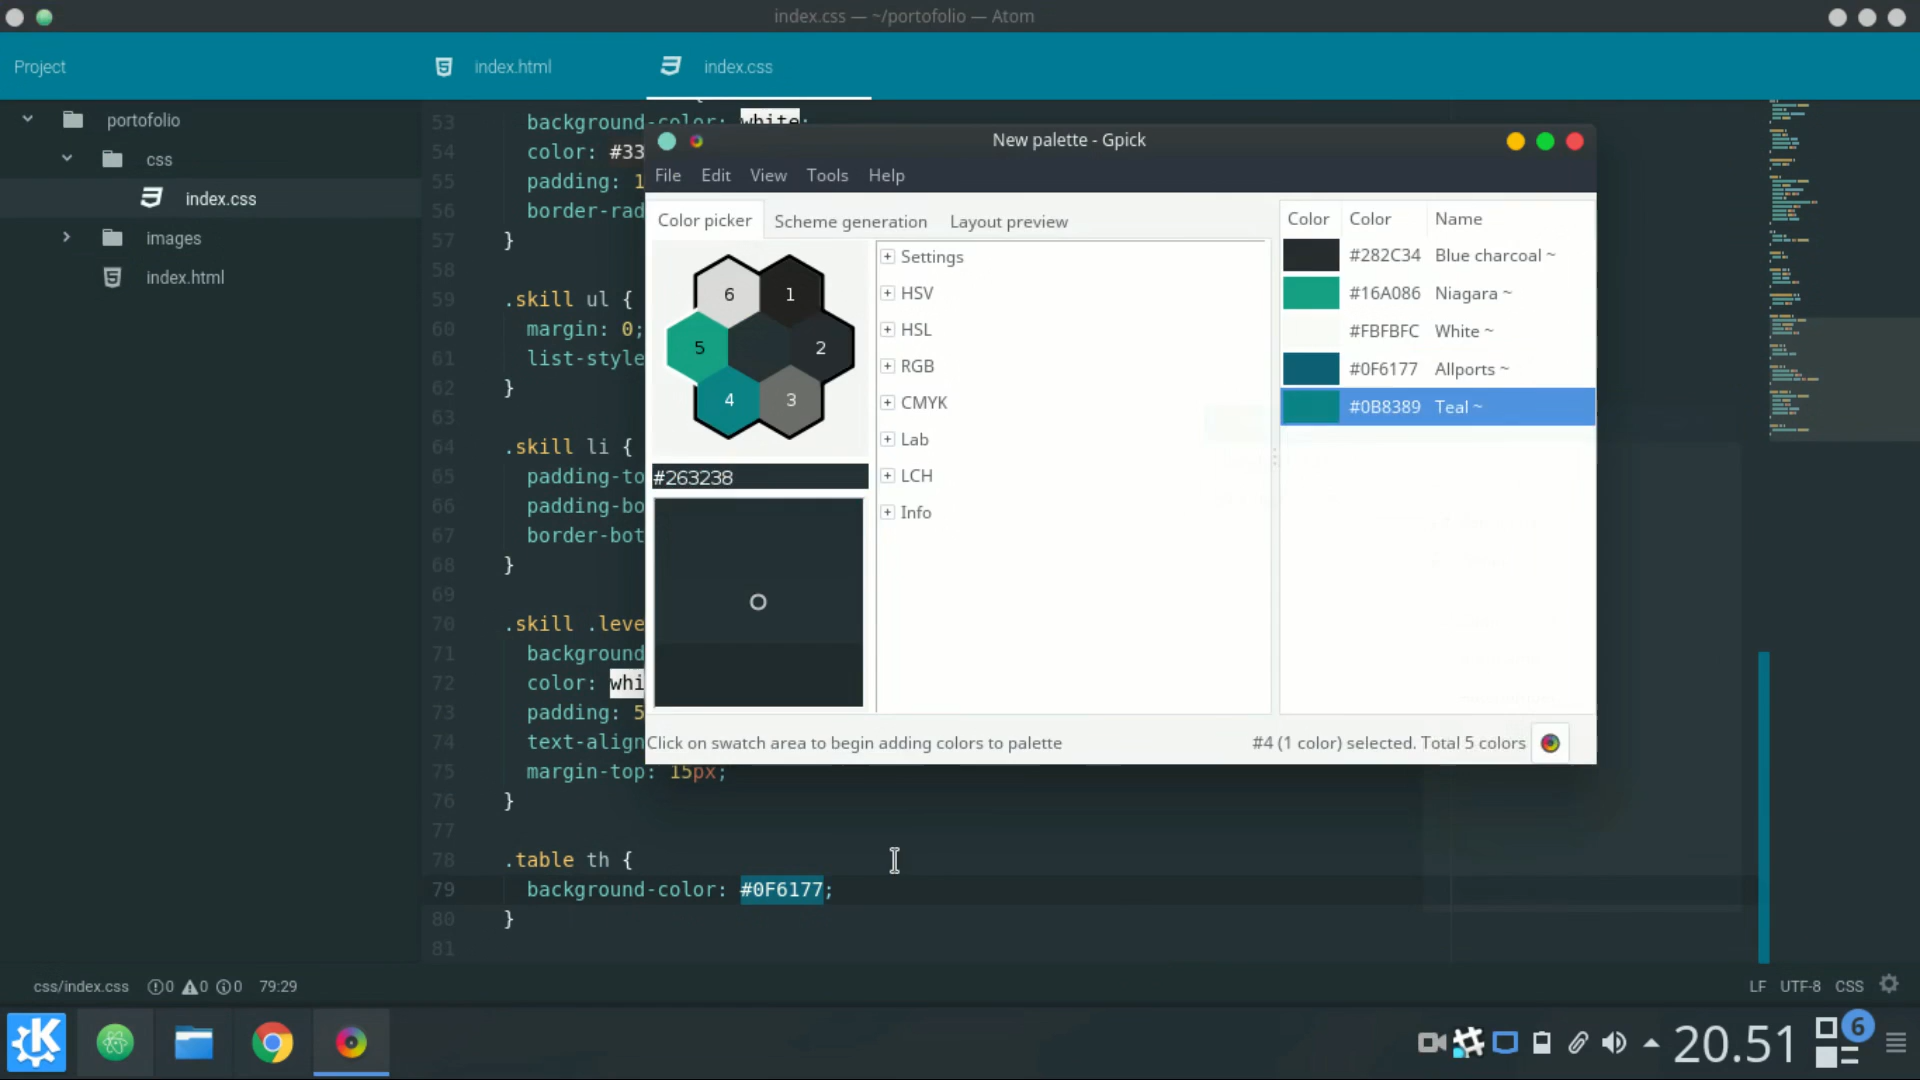 index.css — ~/portofolio — Atom
Project
index.html
index.css
portofolio
css
index.css
images
index.html
53 background-color: white;
54 color: #33
55 padding: 1
56 border-rad
57 }
58
59 .skill ul {
60 margin: 0;
61 list-style
62 }
63
64 .skill li {
65 padding-to
66 padding-bo
67 border-bot
68 }
69
70 .skill .leve
71 background
72 color: whi
73 padding: 5
74 text-align
75 margin-top: 15px;
76 }
77
78 .table th {
79 background-color: #0F6177;
80 }
81
New palette - Gpick
File Edit View Tools Help
Color picker Scheme generation Layout preview
6 1
5 2
4 3
#263238
Settings
HSV
HSL
RGB
CMYK
Lab
LCH
Info
Color Color Name
#282C34 Blue charcoal ~
#16A086 Niagara ~
#FBFBFC White ~
#0F6177 Allports ~
#0B8389 Teal ~
Click on swatch area to begin adding colors to palette
#4 (1 color) selected. Total 5 colors
css/index.css 0 0 0 79:29
LF UTF-8 CSS
20.51
6